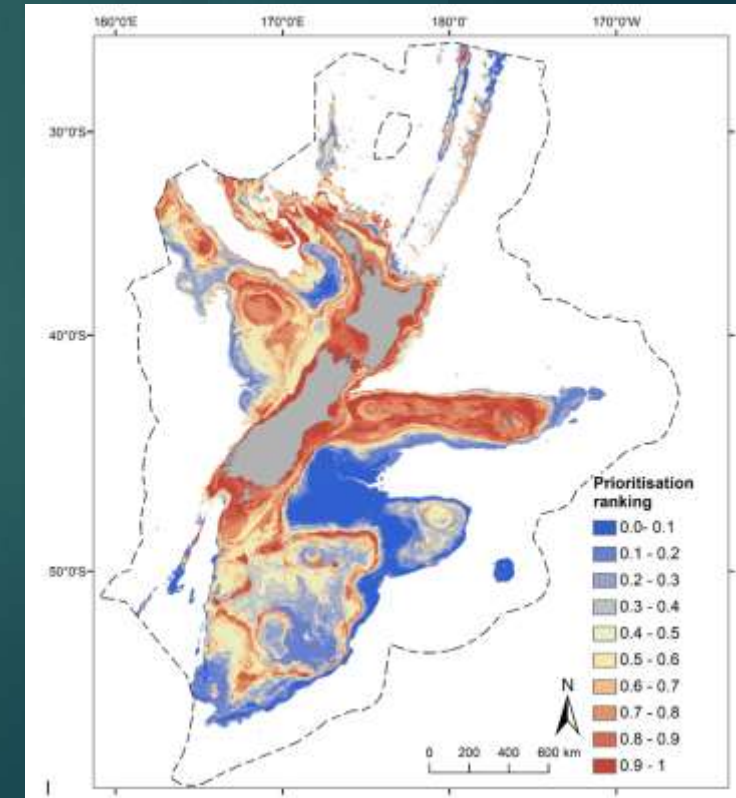 160°0'E 170°0'E 180°0' 170°0'W
30°0'S
40°0'S
50°0'S
Prioritisation
ranking
0.0- 0.1
0.1 - 0.2
0.2 - 0.3
0.3 - 0.4
0.4 - 0.5
0.5 - 0.6
0.6 - 0.7
0.7 - 0.8
0.8 - 0.9
0.9 - 1
N
0 200 400 600 km